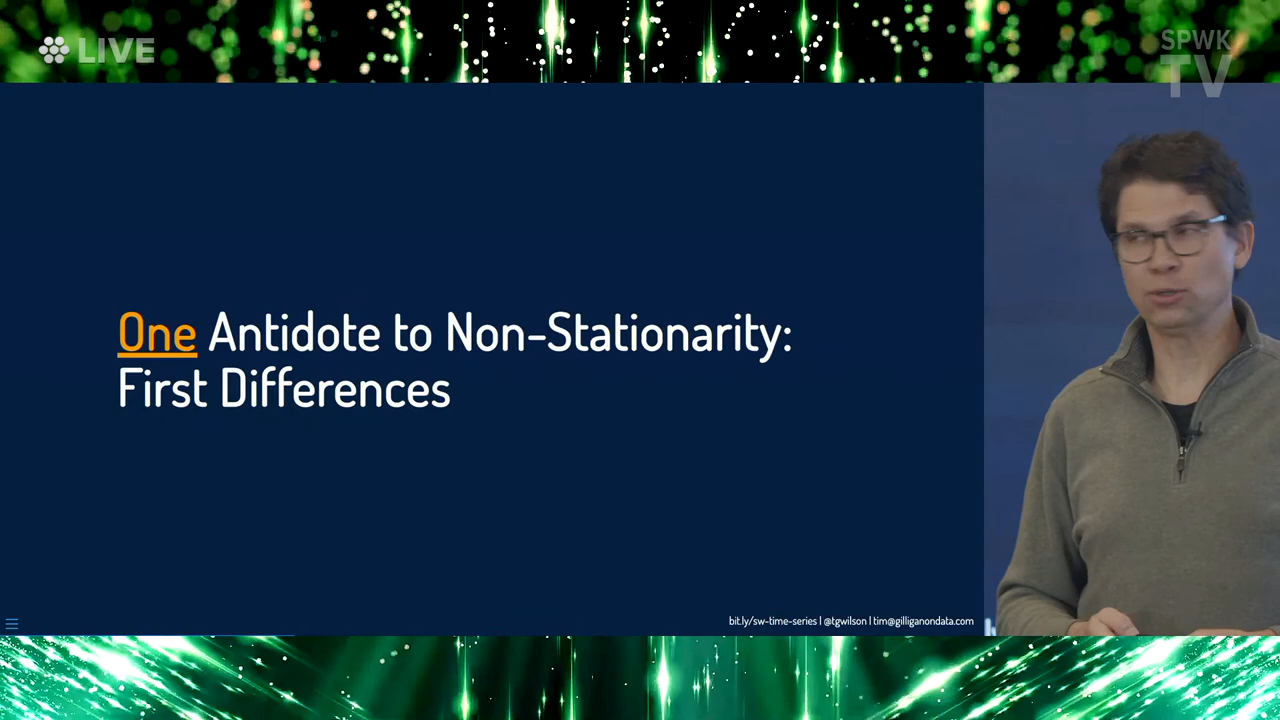 LIVE
SPWK
TV
One Antidote to Non-Stationarity:
First Differences
bit.ly/sw-time-series | @tgwilson | tim@gilliganondata.com